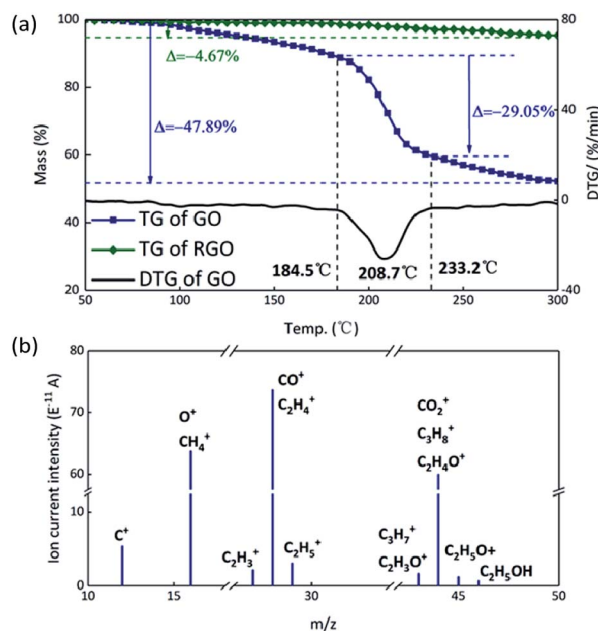 (a)
100
80
60
40
20
Mass (%)
80
40
0
-40
DTG/ (%/min)
Δ=−4.67%
Δ=−47.89%
Δ=−29.05%
TG of GO
TG of RGO
DTG of GO
184.5℃
208.7℃
233.2℃
50 100 150 200 250 300
Temp. (℃)
(b)
80
70
60
10
0
Ion current intensity (E⁻¹¹ A)
C⁺
O⁺
CH₄⁺
C₂H₃⁺
CO⁺
C₂H₄⁺
C₂H₅⁺
C₃H₇⁺
C₂H₃O⁺
CO₂⁺
C₃H₈⁺
C₂H₄O⁺
C₂H₅O+
C₂H₅OH
10 15 30 45 50
m/z